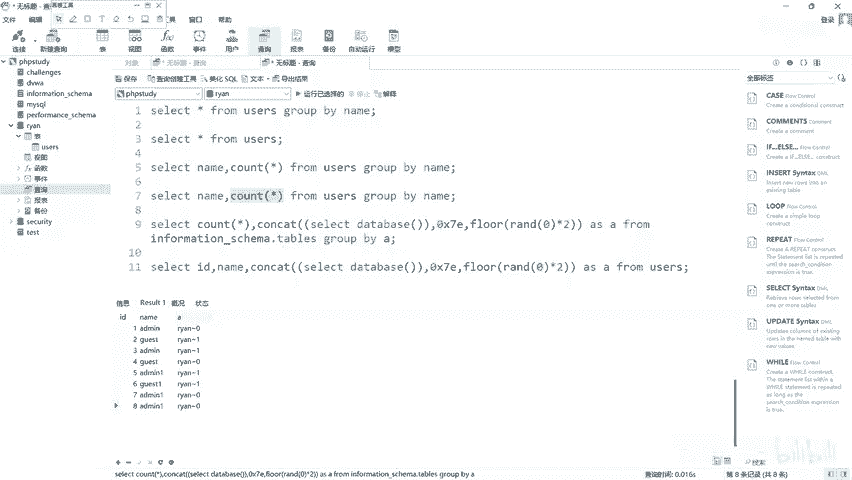 * 无标题 - 查
文件 编辑 工具 窗口 帮助
登录
连接 新建查询 表 视图 函数 事件 用户 查询 报表 备份 自动运行 模型
phpstudy
challenges
dvwa
information_schema
mysql
performance_schema
ryan
表
users
视图
函数
事件
查询
报表
备份
security
test
对象 * 无标题 - 查询 * 无标题 - 查询
保存 查询创建工具 美化 SQL 文本 导出结果
phpstudy ryan 运行已选择的 停止 解释
1 select * from users group by name;
2
3 select * from users;
4
5 select name,count(*) from users group by name;
6
7 select name,count(*) from users group by name;
8
9 select count(*),concat((select database()),0x7e,floor(rand(0)*2)) as a from
information_schema.tables group by a;
10
11 select id,name,concat((select database()),0x7e,floor(rand(0)*2)) as a from users;
信息 Result 1 概况 状态
id name a
1 admin ryan~0
2 guest ryan~1
3 admin ryan~1
4 guest ryan~0
5 admin1 ryan~1
6 guest1 ryan~1
7 admin1 ryan~0
8 admin1 ryan~0
select count(*),concat((select database()),0x7e,floor(rand(0)*2)) as a from information_schema.tables group by a
查询时间: 0.016s
第 8 条记录 (共 8 条)
全部标签
CASE Flow Control
Create a conditional construct
COMMENTS Comment
Create a comment
IF...ELSE... Flow Control
Create a IF...ELSE... construct
INSERT Syntax DML
Insert new rows into an existing table
LOOP Flow Control
Create a simple loop construct
REPEAT Flow Control
Create A REPEAT construct. The Statement list is repeated until the search_condition expression is true.
SELECT Syntax DML
Retrieve rows selected from one or more tables
UPDATE Syntax DML
Updates columns of existing rows in the named table with new values
WHILE Flow Control
Create a WHILE construct. The statement list within a WHILE statement is repeated as long as the search_condition expression is true.
搜索
bilibili